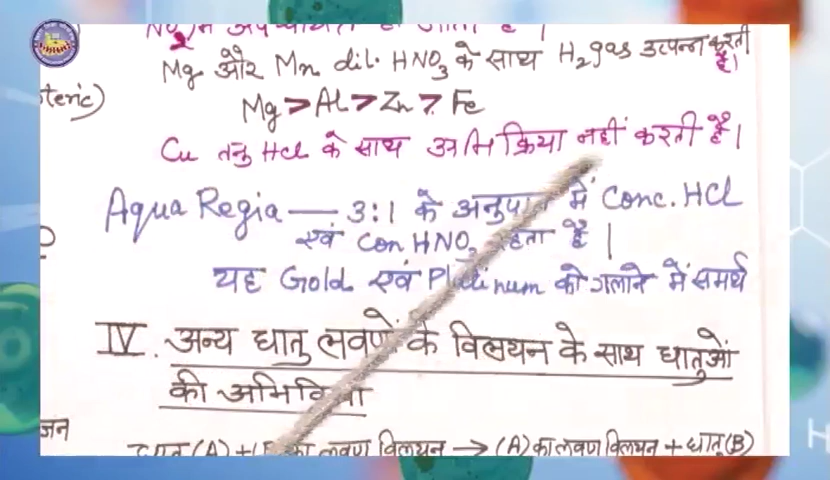 Mg और Mn dil. HNO3 के साथ H2 gas उत्पन्न करती है।
teric)
Mg > Al > Zn > Fe
Cu तनु HCl के साथ अभिक्रिया नहीं करती है।
Aqua Regia — 3:1 के अनुपात में Conc. HCl
एवं Con HNO3 रहता है |
यह Gold एवं Platinum को गलाने में समर्थ
IV. अन्य धातु लवणों के विलयन के साथ धातुओं
की अभिक्रिया
जन
धातु (A) + का लवण विलयन → (A) का लवण विलयन + धातु (B)